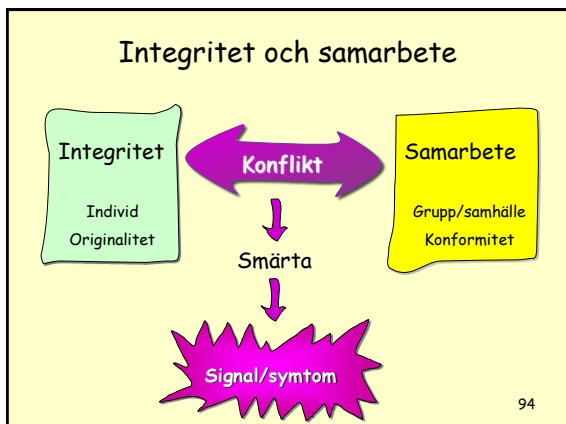 Integritet och samarbete
Integritet
Individ
Originalitet
Konflikt
Samarbete
Grupp/samhälle
Konformitet
Smärta
Signal/symtom
94